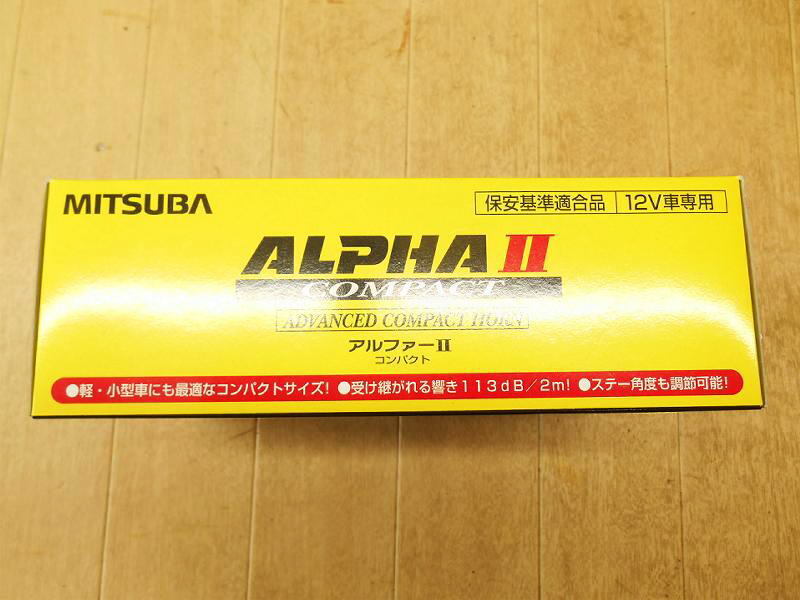 MITSUBA
保安基準適合品 12V車専用
ALPHA II
COMPACT
ADVANCED COMPACT HORN
アルファーII
コンパクト
●軽・小型車にも最適なコンパクトサイズ! ●受け継がれる響き113dB/2m! ●ステー角度も調節可能!